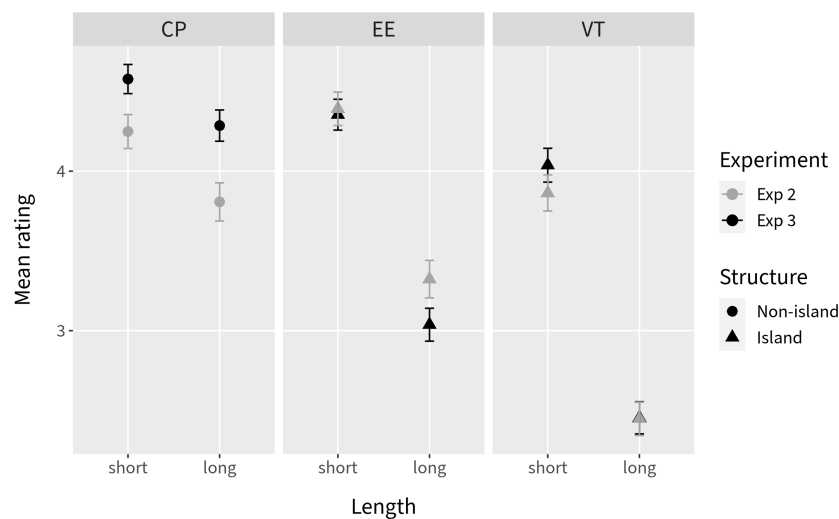 CP EE VT
Mean rating
4
3
short long short long short long
Length
Experiment
Exp 2
Exp 3
Structure
Non-island
Island